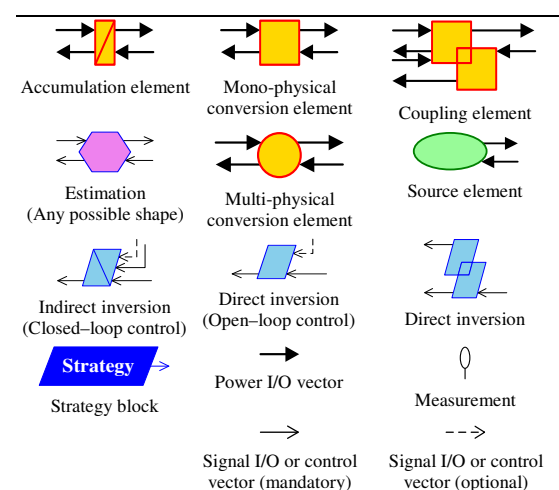 Accumulation element
Mono-physical
conversion element
Coupling element
Estimation
(Any possible shape)
Multi-physical
conversion element
Source element
Indirect inversion
(Closed–loop control)
Direct inversion
(Open–loop control)
Direct inversion
Strategy
Strategy block
Power I/O vector
Measurement
Signal I/O or control
vector (mandatory)
Signal I/O or control
vector (optional)